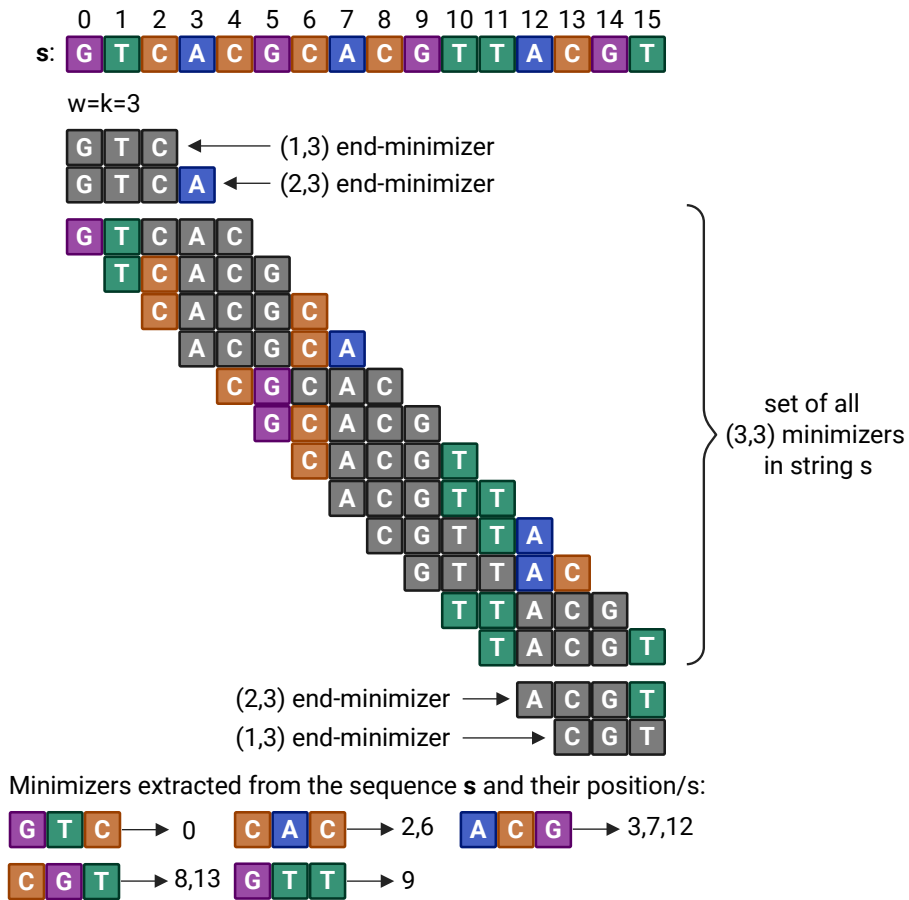 0 1 2 3 4 5 6 7 8 9 10 11 12 13 14 15
s: G T C A C G C A C G T T A C G T
w=k=3
G T C (1,3) end-minimizer
G T C A (2,3) end-minimizer
G T C A C
T C A C G
C A C G C
A C G C A
C G C A C
G C A C G
C A C G T
A C G T T
C G T T A
G T T A C
T T A C G
T A C G T
set of all
(3,3) minimizers
in string s
(2,3) end-minimizer A C G T
(1,3) end-minimizer C G T
Minimizers extracted from the sequence s and their position/s:
G T C 0 C A C 2,6 A C G 3,7,12
C G T 8,13 G T T 9